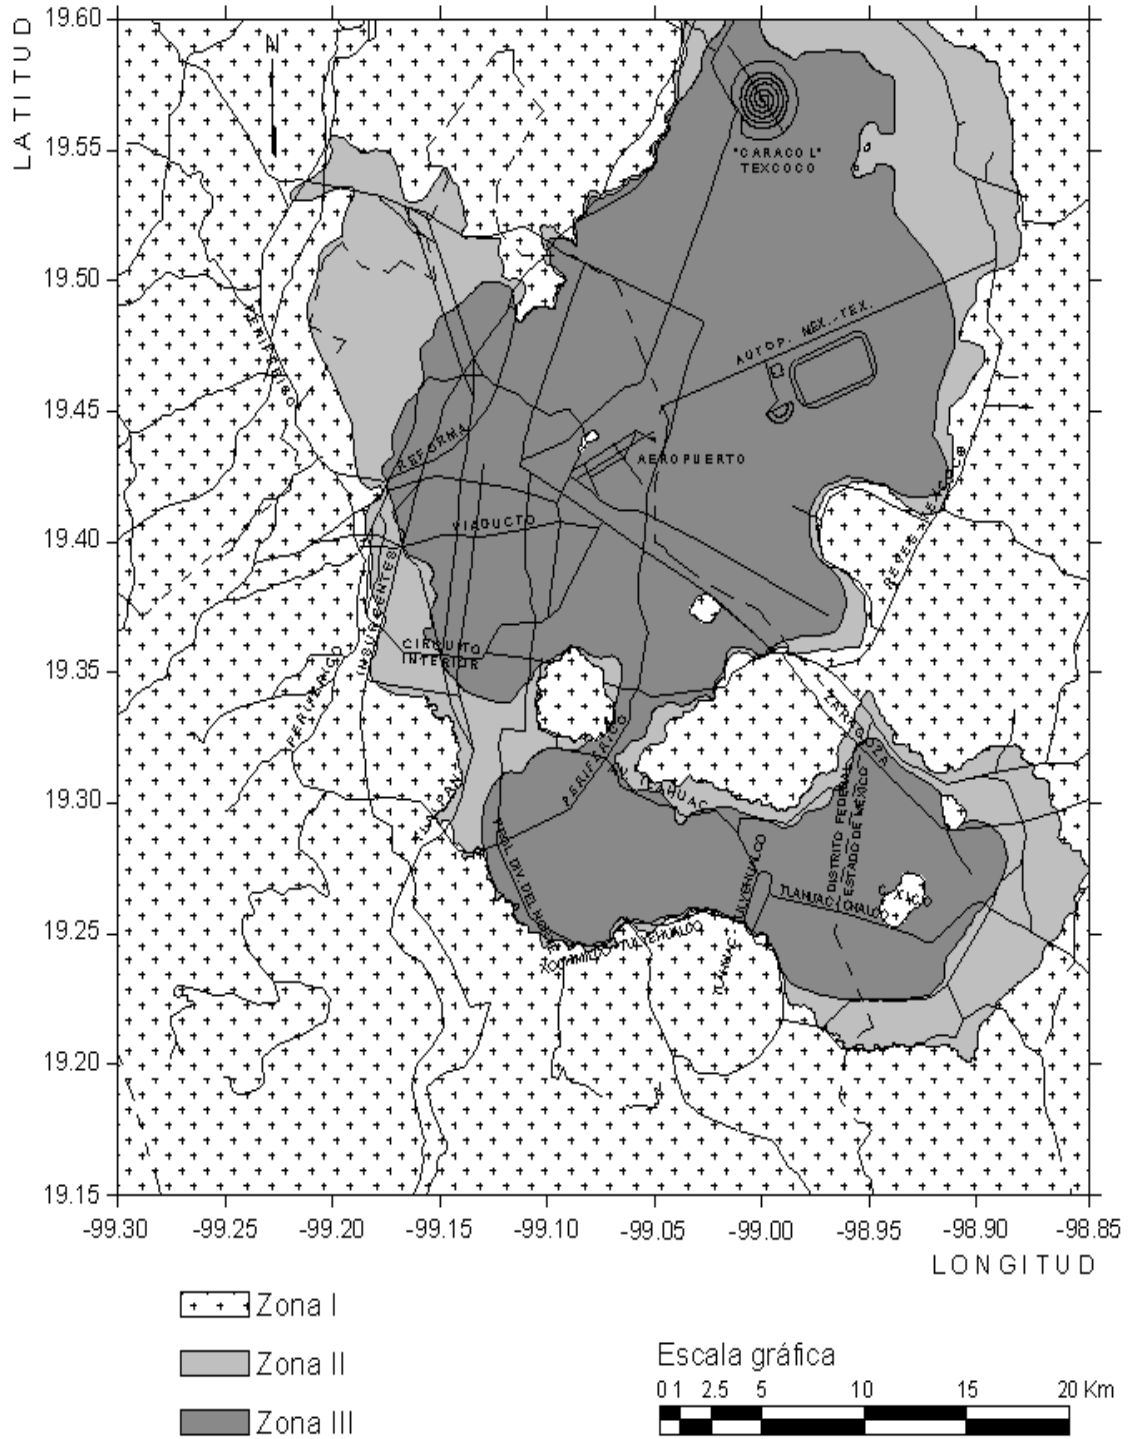 LATITUD
19.60
19.55
19.50
19.45
19.40
19.35
19.30
19.25
19.20
19.15
N
"CARACOL"
TEXCOCO
PERIFERICO
AUTOP. MEX.-TEX.
REFORMA
AEROPUERTO
VIADUCTO
INSURGENTES
CIRCUITO
INTERIOR
PERIFERICO
ZARAGOZA
PERIFERICO
TLAHUAC
DISTRITO FEDERAL
ESTADO DE MEXICO
TULYEHUALCO
TLAHUAC-CHALCO
XOCHIMILCO-TULYEHUALCO
TLAHUAC
-99.30
-99.25
-99.20
-99.15
-99.10
-99.05
-99.00
-98.95
-98.90
-98.85
LONGITUD
Zona I
Zona II
Zona III
Escala gráfica
0 1 2.5 5 10 15 20 Km